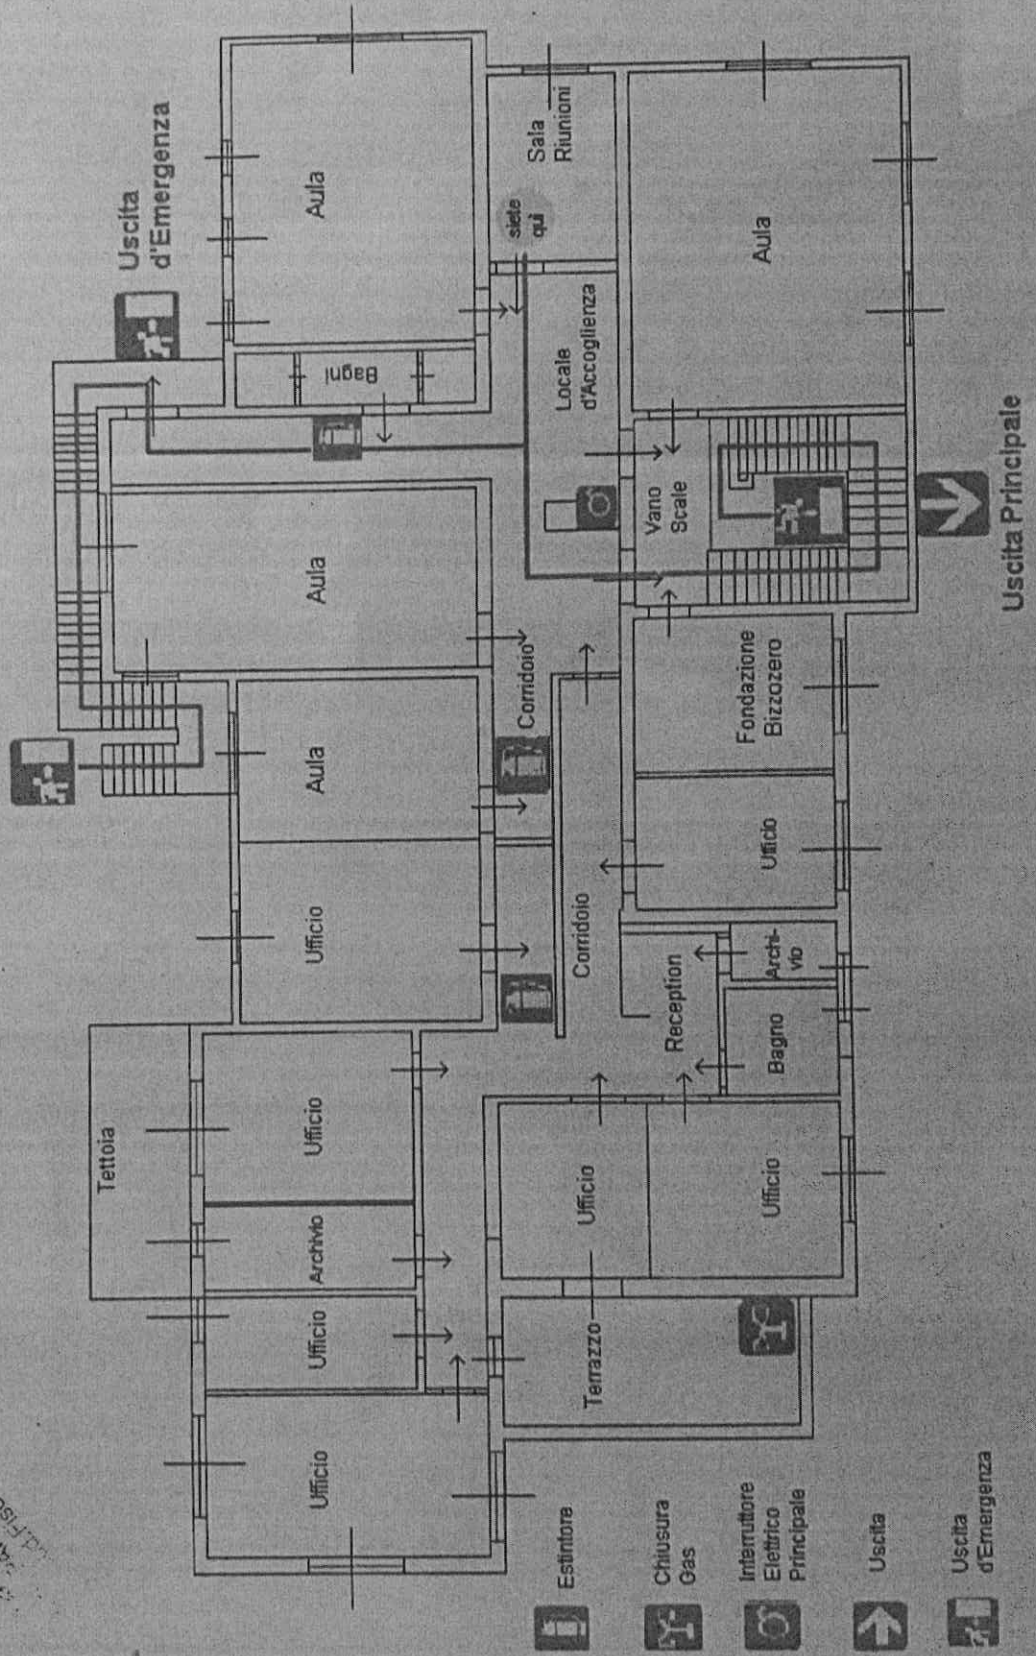 Uscita
d'Emergenza
Tettoia
Ufficio
Ufficio
Archivio
Ufficio
Ufficio
Aula
Aula
Bagni
Aula
Corridoio
siete
qui
Sala
Riunioni
Terrazzo
Ufficio
Corridoio
Locale
d'Accoglienza
Reception
Vano
Scale
Ufficio
Bagno
Archi-
vio
Ufficio
Fondazione
Bizzozero
Aula
Uscita Principale
Estintore
Chiusura
Gas
Interruttore
Elettrico
Principale
Uscita
Uscita
d'Emergenza